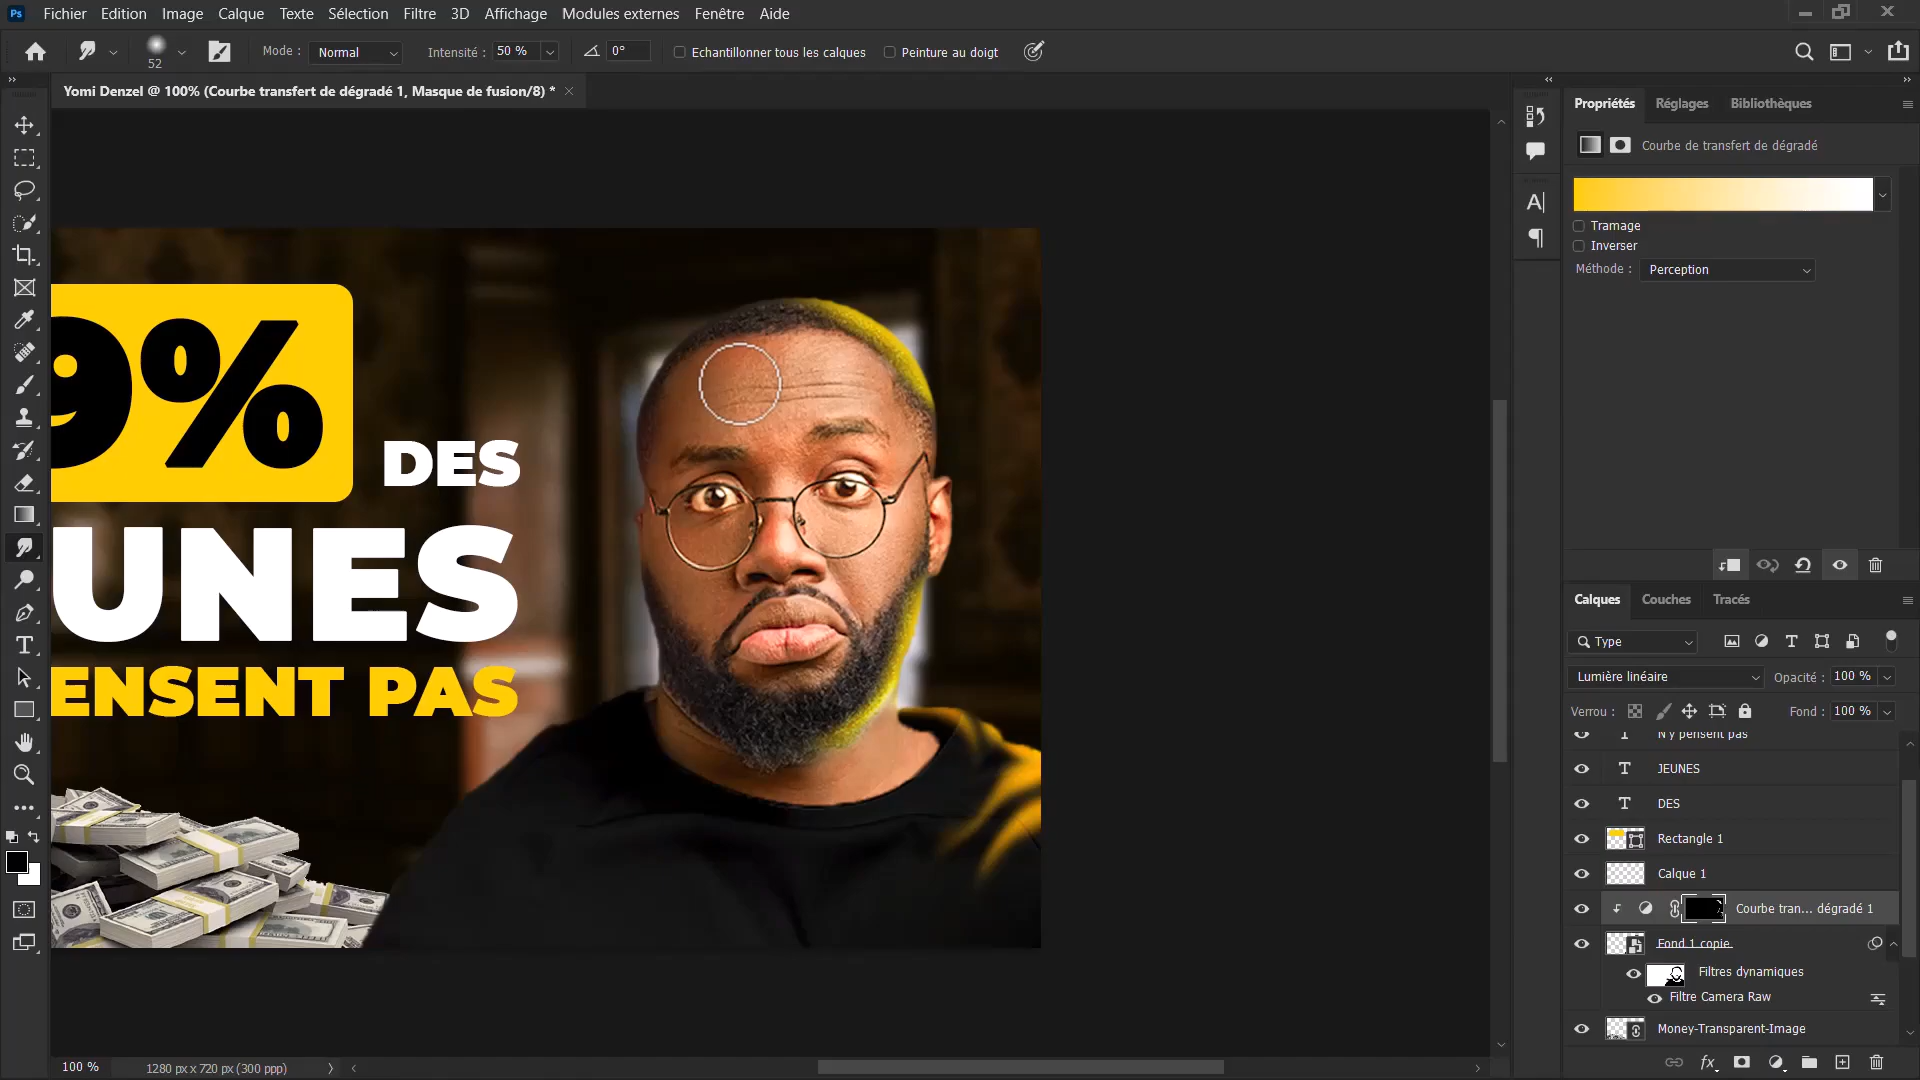 Ps
Fichier Edition Image Calque Texte Sélection Filtre 3D Affichage Modules externes Fenêtre Aide
52
Mode : Normal
Intensité : 50 %
0°
Echantillonner tous les calques
Peinture au doigt
Yomi Denzel @ 100% (Courbe transfert de dégradé 1, Masque de fusion/8) *
9%
DES
UNES
ENSENT PAS
100 %
1280 px x 720 px (300 ppp)
Propriétés Réglages Bibliothèques
Courbe de transfert de dégradé
Tramage
Inverser
Méthode : Perception
Calques Couches Tracés
Type
Lumière linéaire Opacité : 100 %
Verrou : Fond : 100 %
N'y pensent pas
JEUNES
DES
Rectangle 1
Calque 1
Courbe tran... dégradé 1
Fond 1 copie
Filtres dynamiques
Filtre Camera Raw
Money-Transparent-Image
fx